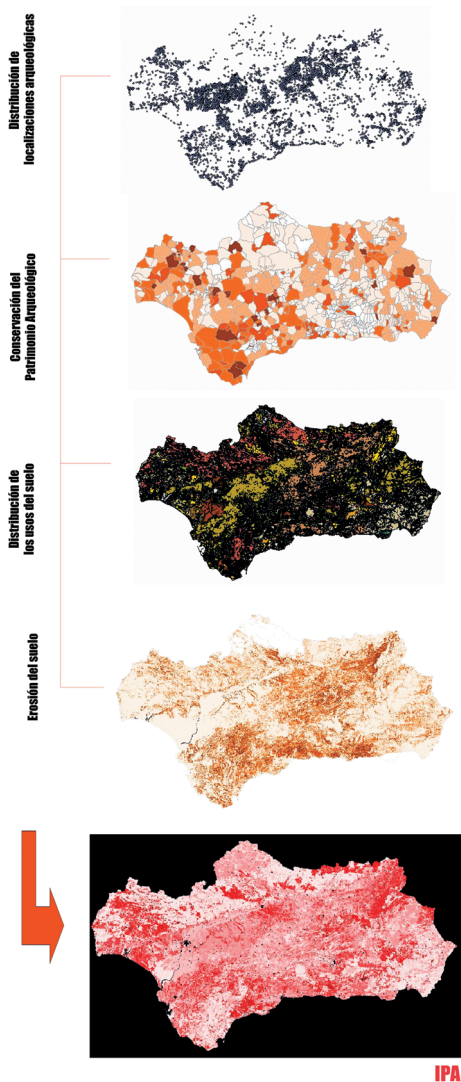 Distribución de
localizaciones arqueológicas
Conservación del
Patrimonio Arqueológico
Distribución de
los usos del suelo
Erosión del suelo
IPA